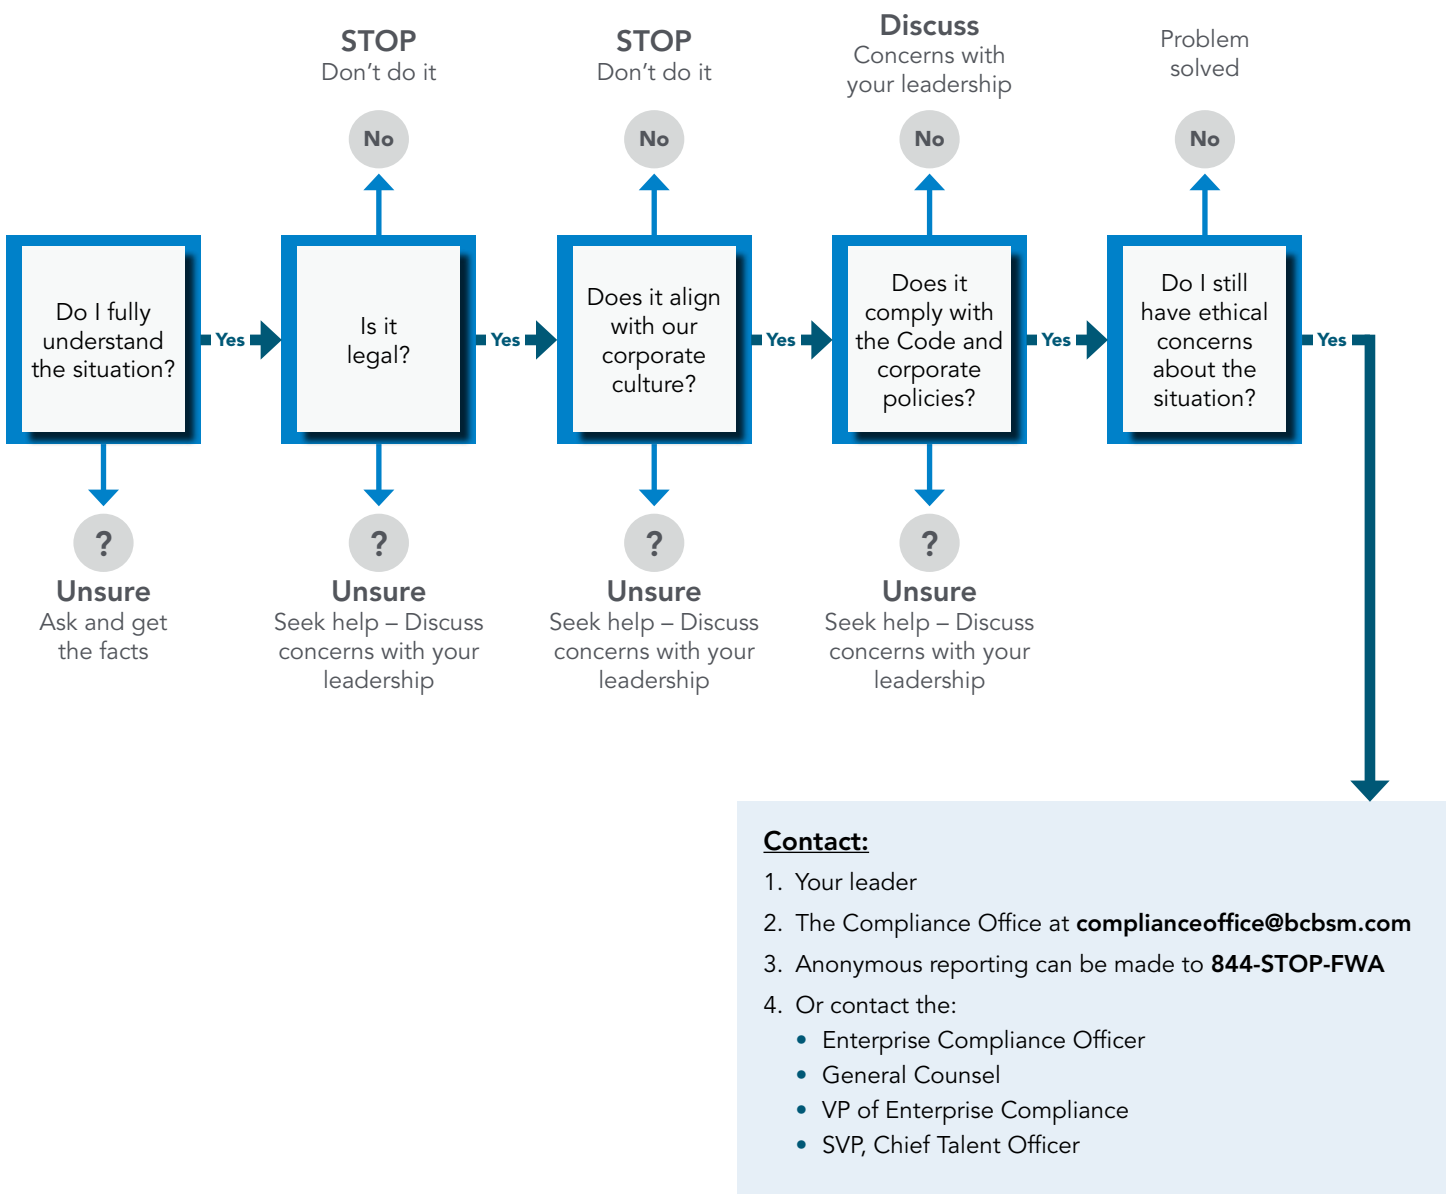 STOP
Don't do it
No
STOP
Don't do it
No
Discuss
Concerns with
your leadership
No
Problem
solved
No
Do I fully
understand
the situation?
Yes
Is it
legal?
Yes
Does it align
with our
corporate
culture?
Yes
Does it
comply with
the Code and
corporate
policies?
Yes
Do I still
have ethical
concerns
about the
situation?
Yes
?
Unsure
Ask and get
the facts
?
Unsure
Seek help – Discuss
concerns with your
leadership
?
Unsure
Seek help – Discuss
concerns with your
leadership
?
Unsure
Seek help – Discuss
concerns with your
leadership
Contact:
1. Your leader
2. The Compliance Office at complianceoffice@bcbsm.com
3. Anonymous reporting can be made to 844-STOP-FWA
4. Or contact the:
• Enterprise Compliance Officer
• General Counsel
• VP of Enterprise Compliance
• SVP, Chief Talent Officer